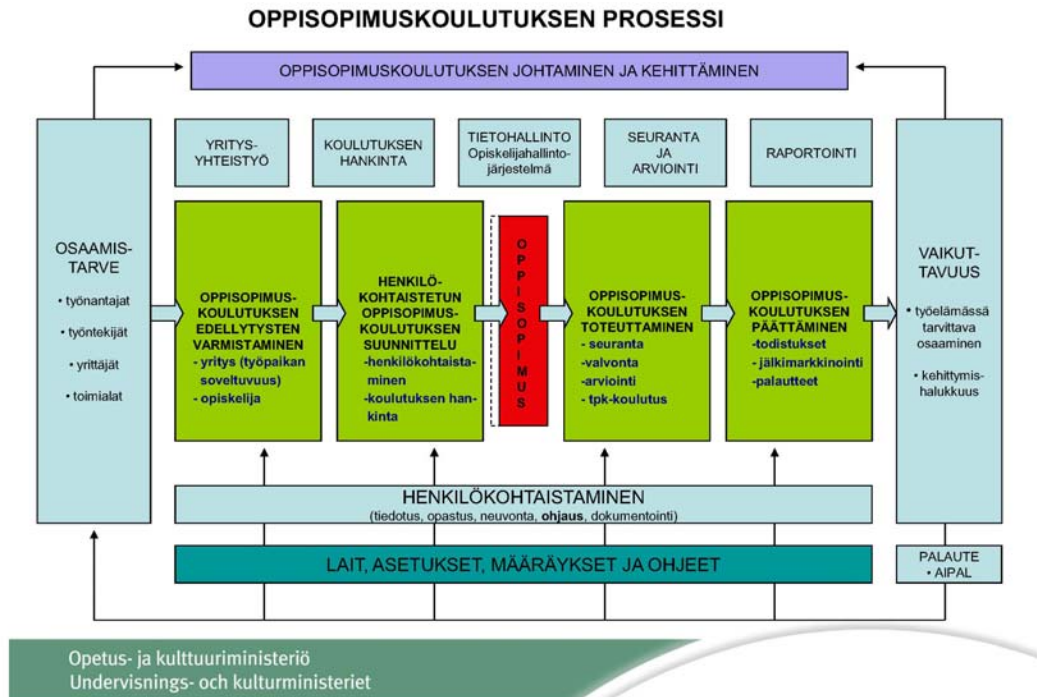 OPPISOPIMUSKOULUTUKSEN PROSESSI
OPPISOPIMUSKOULUTUKSEN JOHTAMINEN JA KEHITTÄMINEN
OSAAMIS-
TARVE
• työnantajat
• työntekijät
• yrittäjät
• toimialat
YRITYS-
YHTEISTYÖ
KOULUTUKSEN
HANKINTA
TIETOHALLINTO
Opiskelijahallinto-
järjestelmä
SEURANTA
JA
ARVIOINTI
RAPORTOINTI
OPPISOPIMUS-
KOULUTUKSEN
EDELLYTYSTEN
VARMISTAMINEN
- yritys (työpaikan
soveltuvuus)
- opiskelija
HENKILÖ-
KOHTAISTETUN
OPPISOPIMUS-
KOULUTUKSEN
SUUNNITTELU
-henkilökohtaista-
minen
-koulutuksen han-
kinta
OPPISOPIMUS
OPPISOPIMUS-
KOULUTUKSEN
TOTEUTTAMINEN
- seuranta
- valvonta
- arviointi
- tpk-koulutus
OPPISOPIMUS-
KOULUTUKSEN
PÄÄTTÄMINEN
-todistukset
- jälkimarkkinointi
-palautteet
VAIKUT-
TAVUUS
• työelämässä
tarvittava
osaaminen
• kehittymis-
halukkuus
HENKILÖKOHTAISTAMINEN
(tiedotus, opastus, neuvonta, ohjaus, dokumentointi)
LAIT, ASETUKSET, MÄÄRÄYKSET JA OHJEET
PALAUTE
• AIPAL
Opetus- ja kulttuuriministeriö
Undervisnings- och kulturministeriet